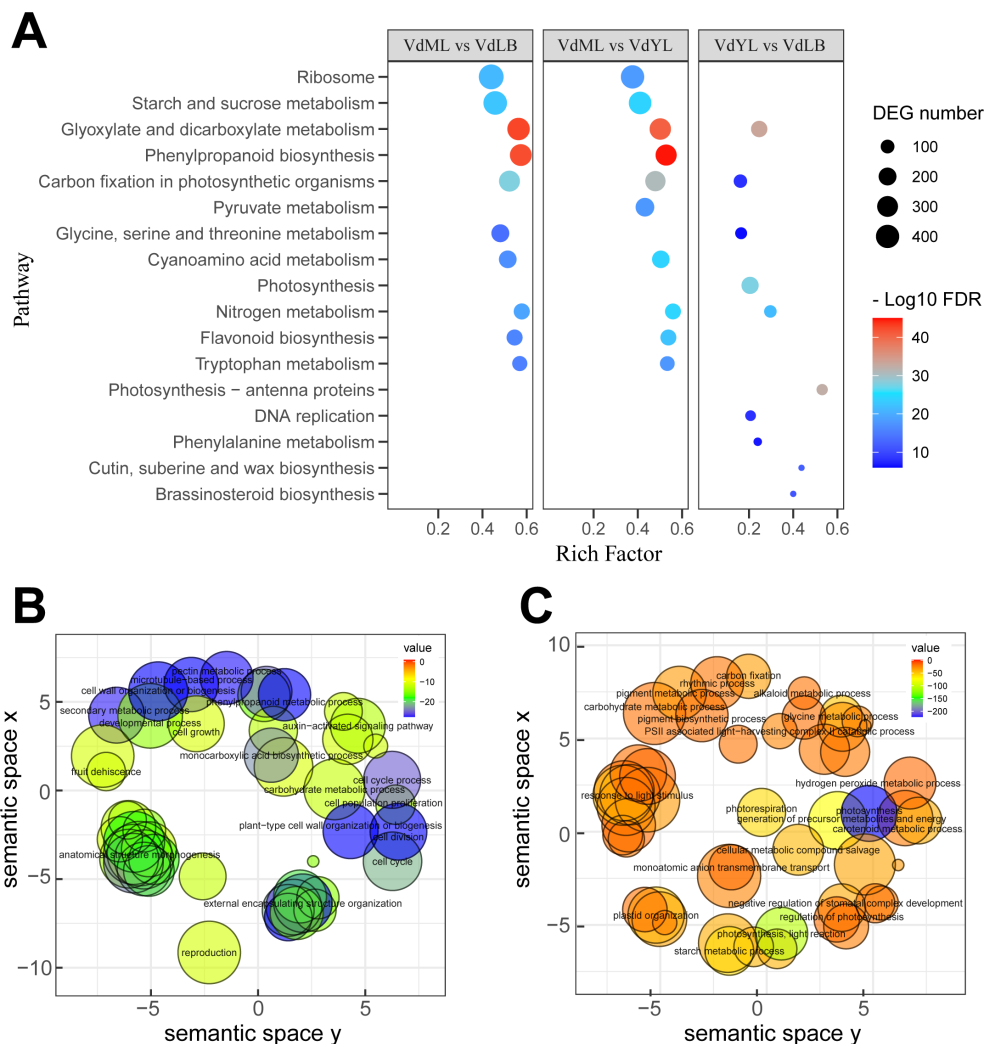 A
VdML vs VdLB
VdML vs VdYL
VdYL vs VdLB
Ribosome
Starch and sucrose metabolism
Glyoxylate and dicarboxylate metabolism
Phenylpropanoid biosynthesis
Carbon fixation in photosynthetic organisms
Pyruvate metabolism
Glycine, serine and threonine metabolism
Cyanoamino acid metabolism
Photosynthesis
Nitrogen metabolism
Flavonoid biosynthesis
Tryptophan metabolism
Photosynthesis − antenna proteins
DNA replication
Phenylalanine metabolism
Cutin, suberine and wax biosynthesis
Brassinosteroid biosynthesis
Pathway
0.2 0.4 0.6
0.2 0.4 0.6
0.2 0.4 0.6
Rich Factor
DEG number
100
200
300
400
- Log10 FDR
40
30
20
10
B
value
0
−10
−20
pectin metabolic process
microtubule−based process
cell wall organization or biogenesis
phenylpropanoid metabolic process
secondary metabolic process
developmental process
auxin−activated signaling pathway
cell growth
monocarboxylic acid biosynthetic process
fruit dehiscence
cell cycle process
carbohydrate metabolic process
cell population proliferation
plant−type cell wall organization or biogenesis
cell division
anatomical structure morphogenesis
cell cycle
external encapsulating structure organization
reproduction
5
0
−5
−10
−5 0 5
semantic space x
semantic space y
C
value
0
−50
−100
−150
−200
carbon fixation
rhythmic process
pigment metabolic process
alkaloid metabolic process
carbohydrate metabolic process
pigment biosynthetic process
glycine metabolic process
PSII associated light−harvesting complex II catabolic process
hydrogen peroxide metabolic process
response to light stimulus
photorespiration
photosynthesis
generation of precursor metabolites and energy
carotenoid metabolic process
cellular metabolic compound salvage
monoatomic anion transmembrane transport
negative regulation of stomatal complex development
plastid organization
regulation of photosynthesis
photosynthesis, light reaction
starch metabolic process
10
5
0
−5
−5 0 5
semantic space x
semantic space y